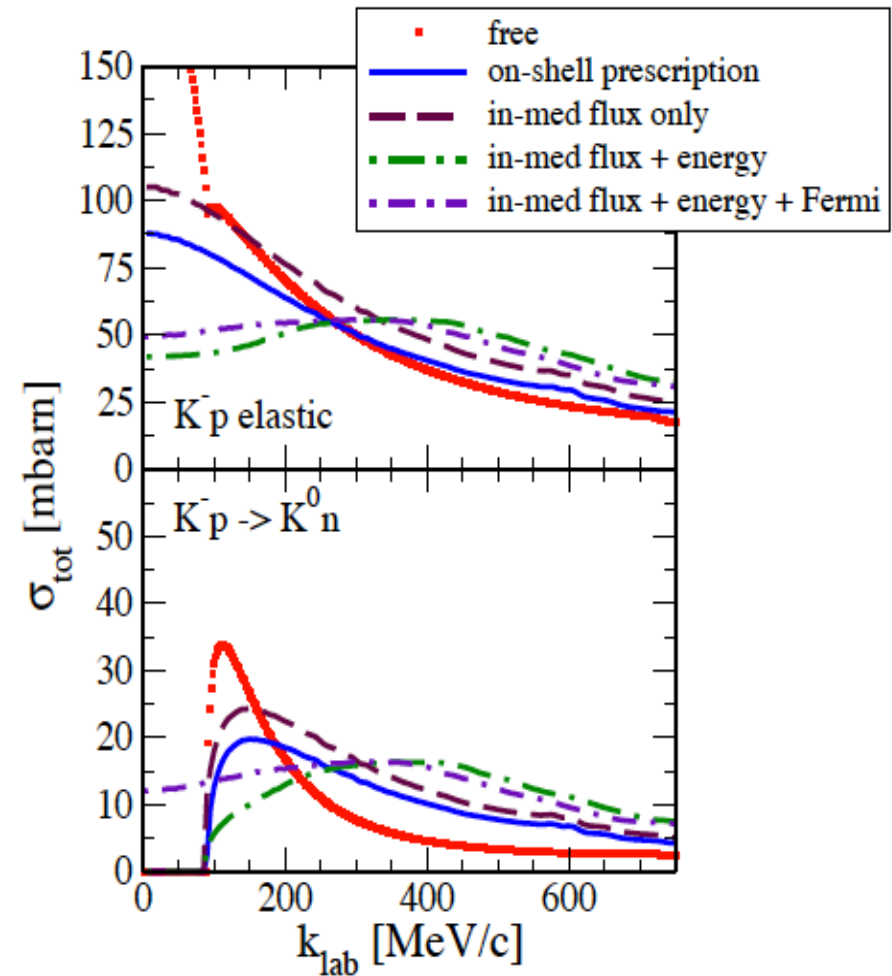 free
on-shell prescription
in-med flux only
in-med flux + energy
in-med flux + energy + Fermi
150
125
100
75
50
25
0
K⁻p elastic
K⁻p -> K⁰n
50
40
30
20
10
0
σtot [mbarn]
0 200 400 600
klab [MeV/c]